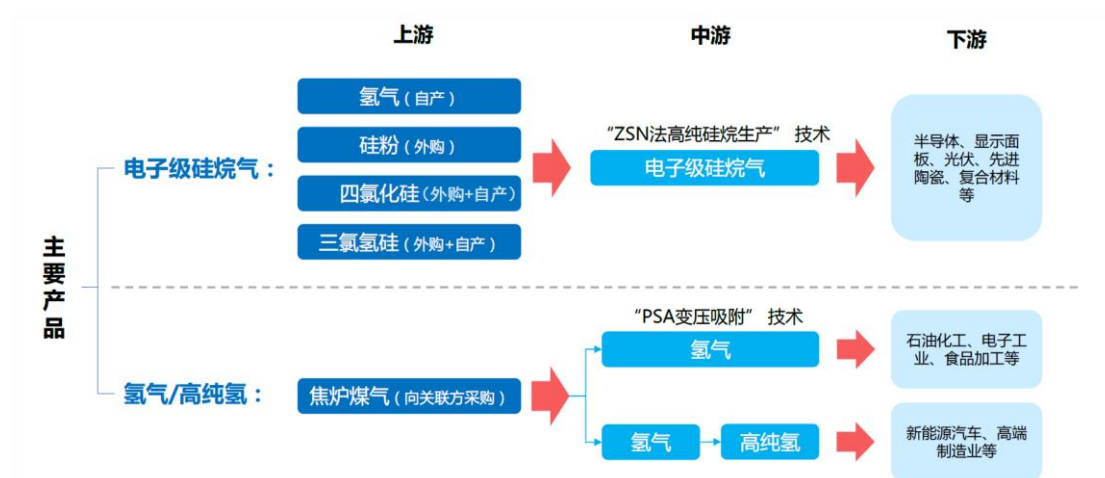 上游
中游
下游
主要产品
电子级硅烷气：
氢气（自产）
硅粉（外购）
四氯化硅（外购+自产）
三氯氢硅（外购+自产）
“ZSN法高纯硅烷生产” 技术
电子级硅烷气
半导体、显示面
板、光伏、先进
陶瓷、复合材料
等
氢气/高纯氢：
焦炉煤气（向关联方采购）
“PSA变压吸附” 技术
氢气
石油化工、电子工
业、食品加工等
氢气
高纯氢
新能源汽车、高端
制造业等